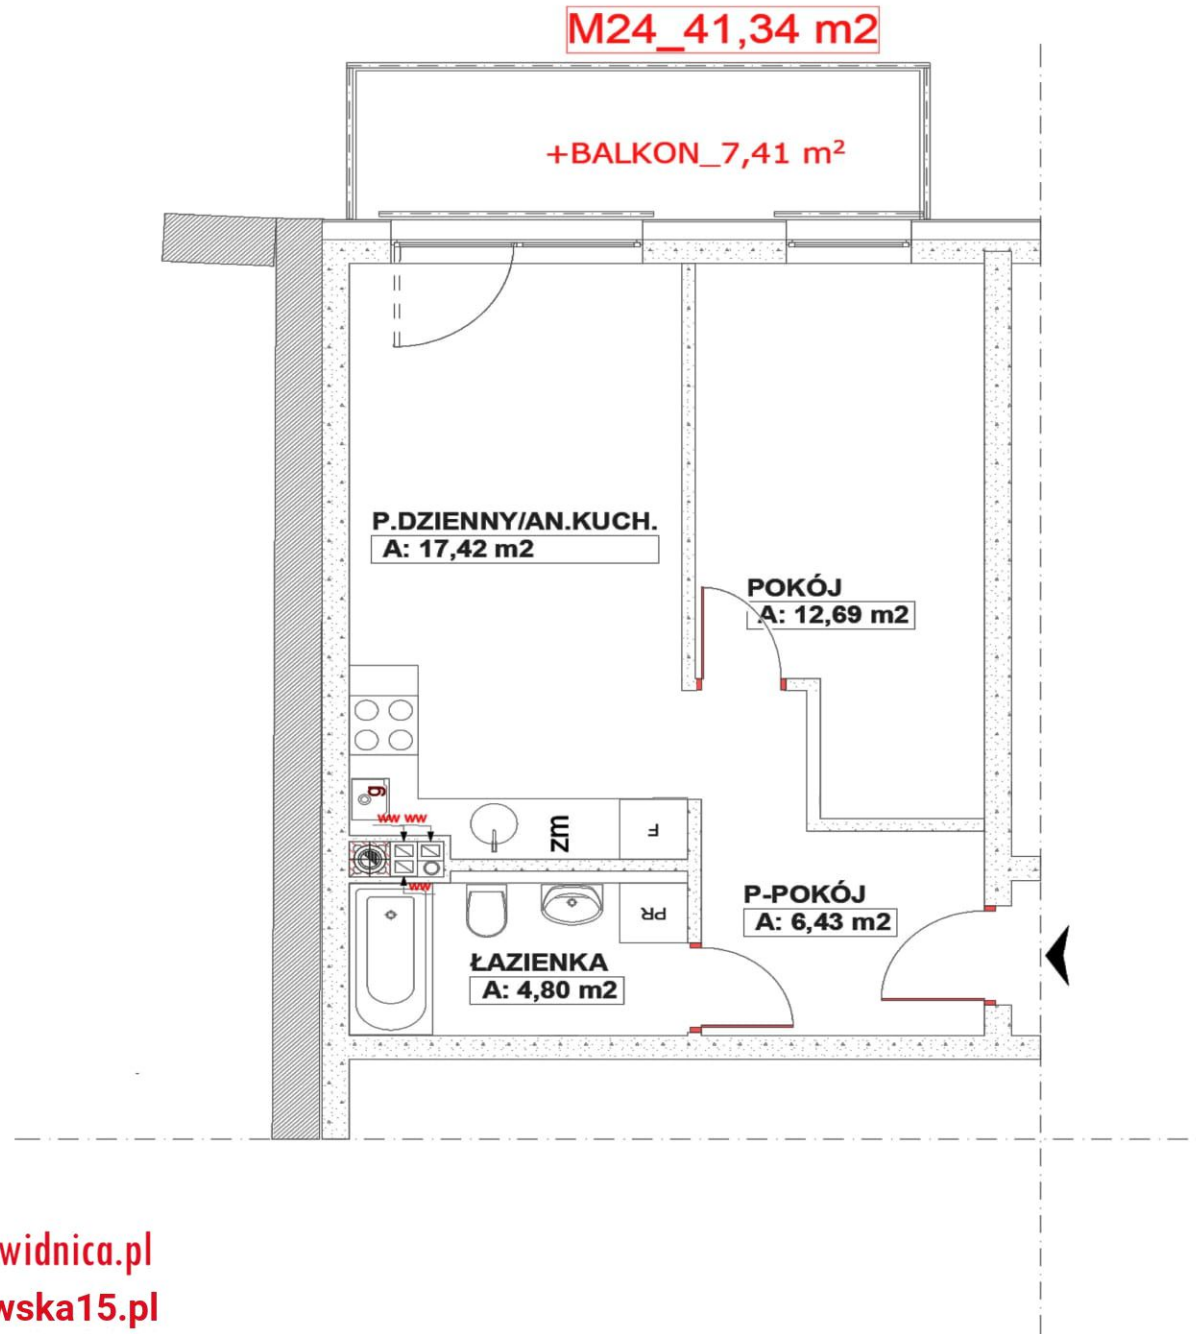 M24_41,34 m2
+BALKON_7,41 m²
P.DZIENNY/AN.KUCH.
A: 17,42 m2
POKÓJ
A: 12,69 m2
g
ww ww
zm
F
ww
PR
P-POKÓJ
A: 6,43 m2
ŁAZIENKA
A: 4,80 m2
widnica.pl
wska15.pl